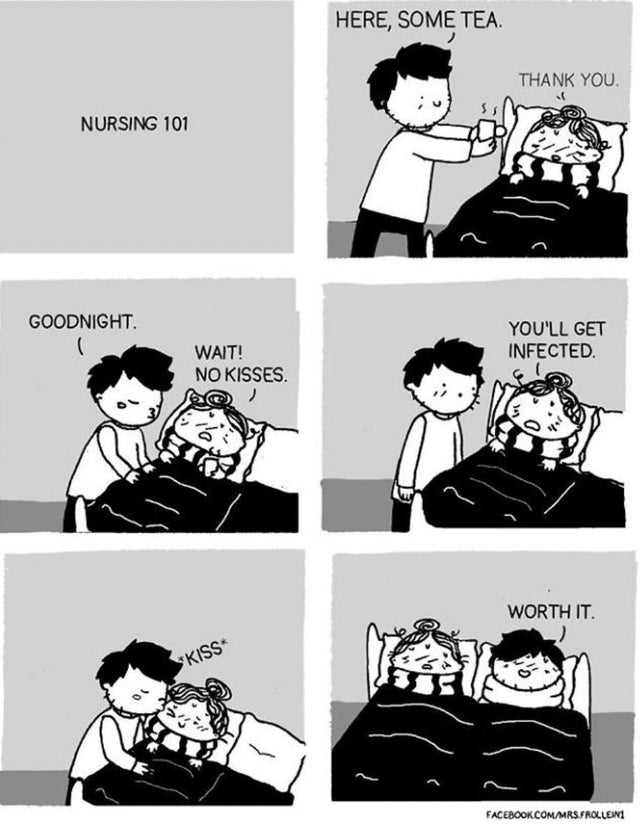 NURSING 101
HERE, SOME TEA.
THANK YOU.
GOODNIGHT.
WAIT!
NO KISSES.
YOU'LL GET
INFECTED.
*KISS*
WORTH IT.
FACEBOOK.COM/MRS.FROLLEIN1